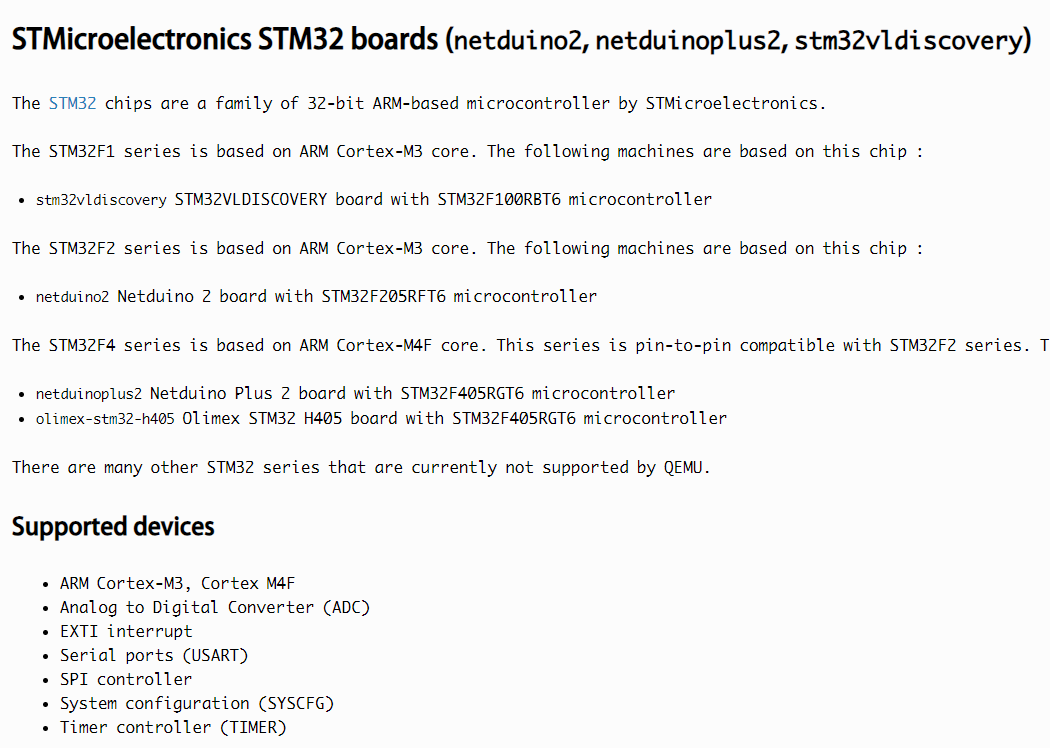 STMicroelectronics STM32 boards (netduino2, netduinoplus2, stm32vldiscovery)
The STM32 chips are a family of 32-bit ARM-based microcontroller by STMicroelectronics.
The STM32F1 series is based on ARM Cortex-M3 core. The following machines are based on this chip :
• stm32vldiscovery STM32VLDISCOVERY board with STM32F100RBT6 microcontroller
The STM32F2 series is based on ARM Cortex-M3 core. The following machines are based on this chip :
• netduino2 Netduino 2 board with STM32F205RFT6 microcontroller
The STM32F4 series is based on ARM Cortex-M4F core. This series is pin-to-pin compatible with STM32F2 series. T
• netduinoplus2 Netduino Plus 2 board with STM32F405RGT6 microcontroller
• olimex-stm32-h405 Olimex STM32 H405 board with STM32F405RGT6 microcontroller
There are many other STM32 series that are currently not supported by QEMU.
Supported devices
• ARM Cortex-M3, Cortex M4F
• Analog to Digital Converter (ADC)
• EXTI interrupt
• Serial ports (USART)
• SPI controller
• System configuration (SYSCFG)
• Timer controller (TIMER)